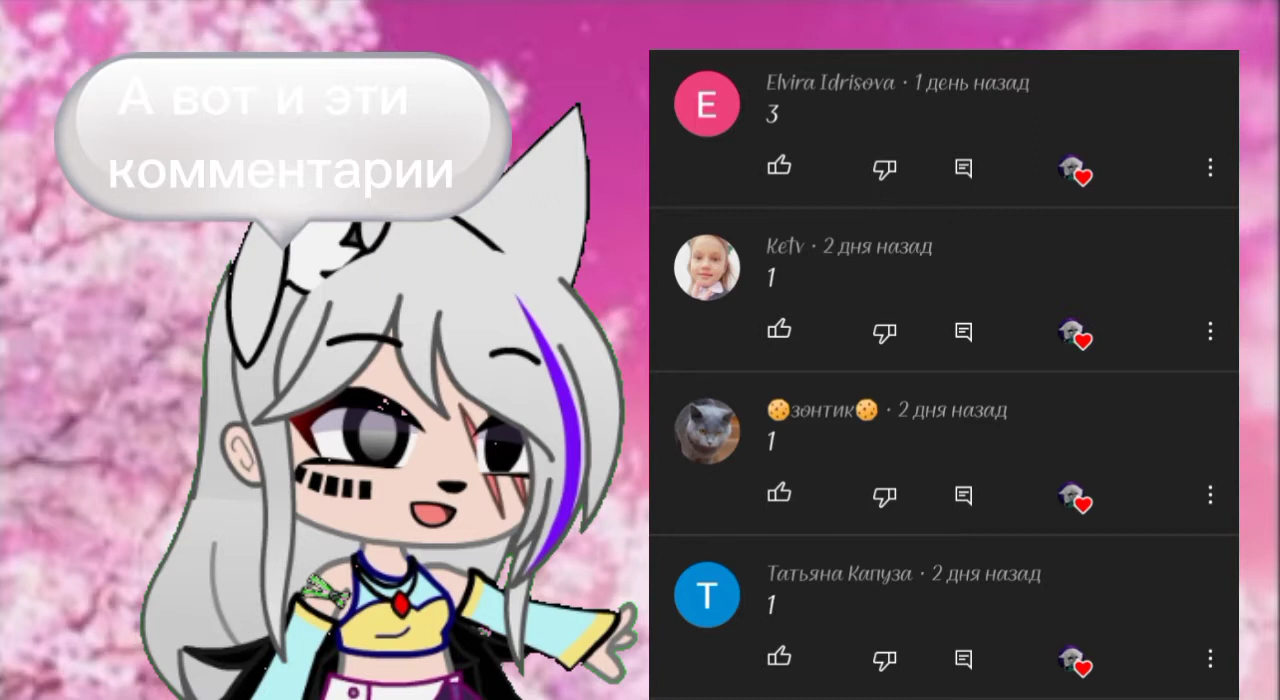 А вот и эти
комментарии
E
Elvira Idrisova · 1 день назад
3
Ketv · 2 дня назад
1
🍪зонтик🍪 · 2 дня назад
1
T
Татьяна Капуза · 2 дня назад
1